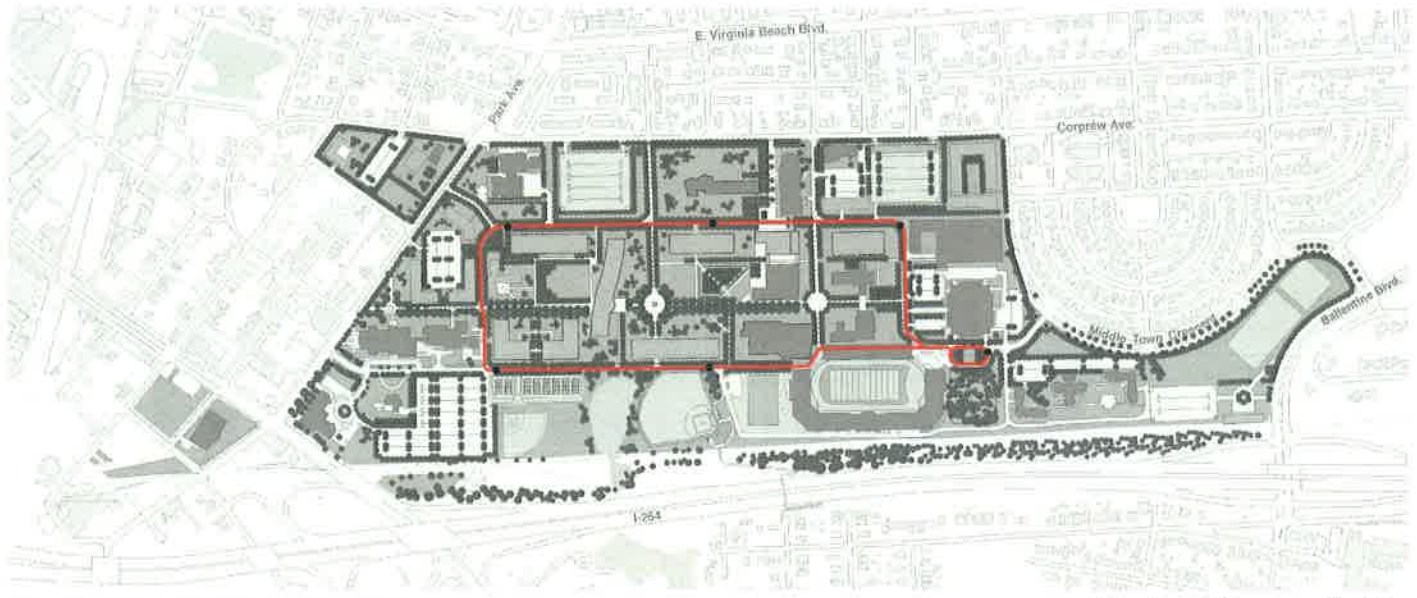 E. Virginia Beach Blvd.
Park Ave.
Corprew Ave.
Middle-Town Crescent
Ballentine Blvd.
I-264